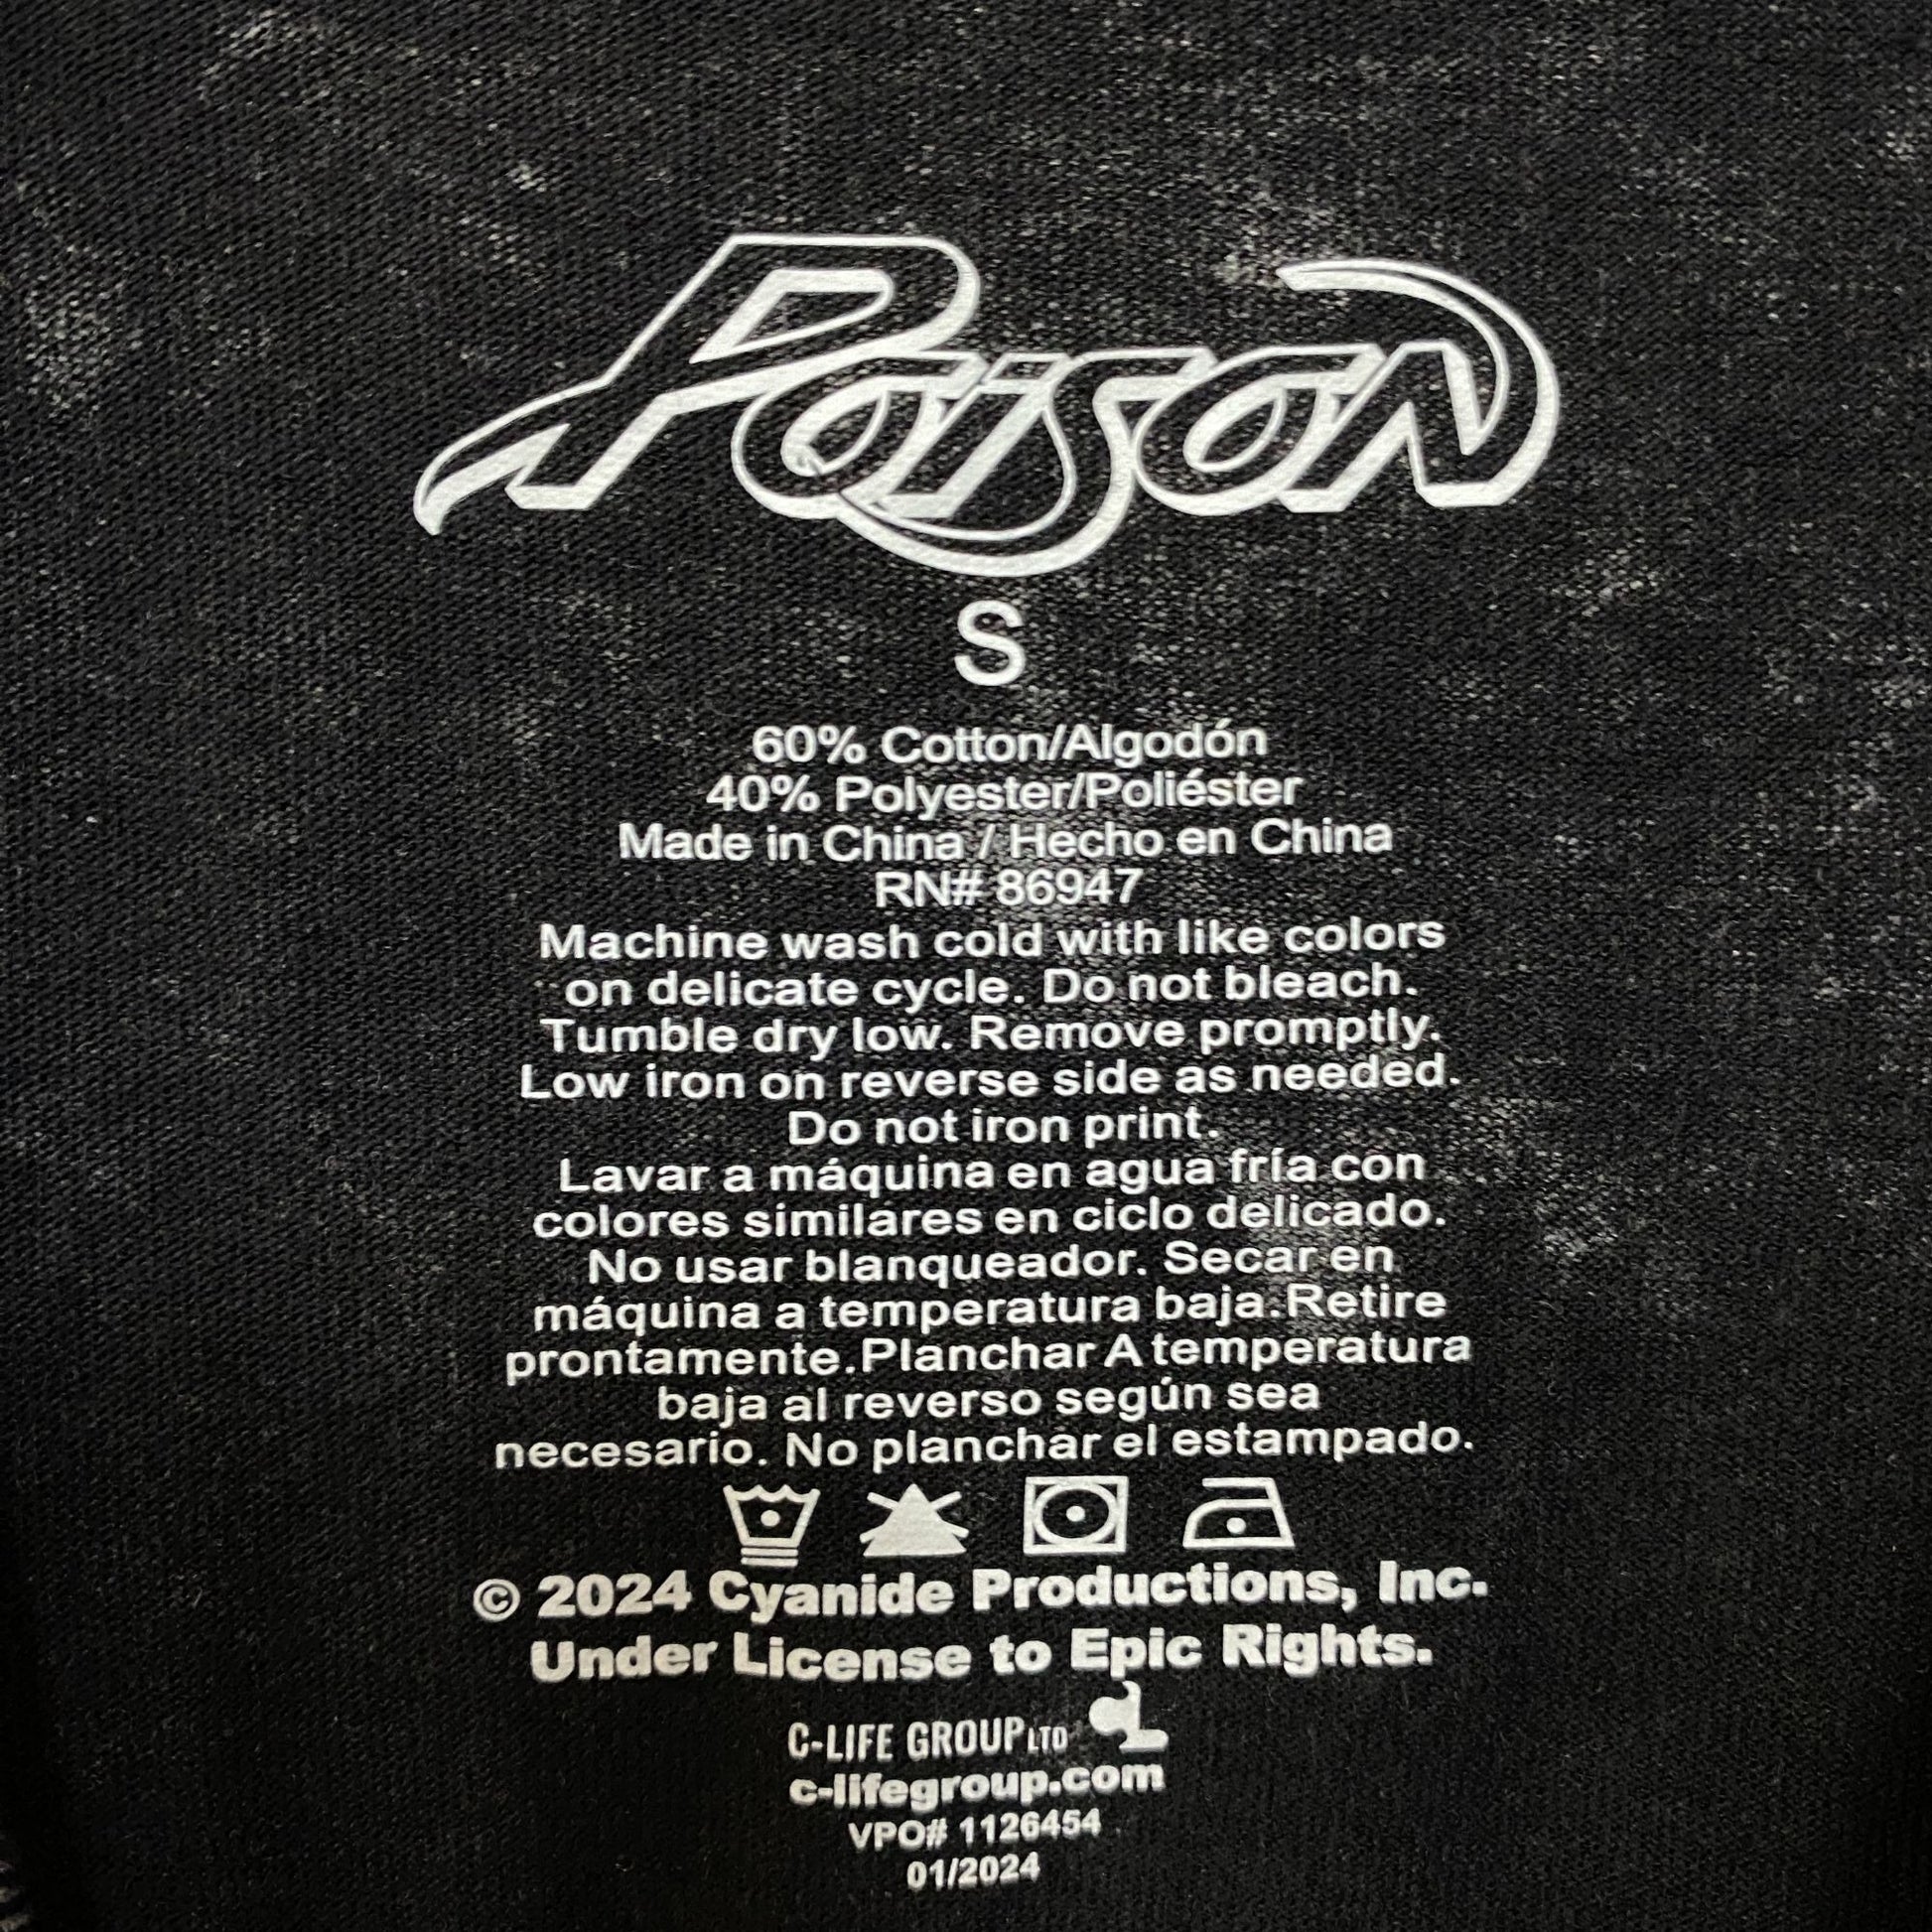 Poison
S
60% Cotton/Algodón
40% Polyester/Poliéster
Made in China / Hecho en China
RN# 86947
Machine wash cold with like colors
on delicate cycle. Do not bleach.
Tumble dry low. Remove promptly.
Low iron on reverse side as needed.
Do not iron print.
Lavar a máquina en agua fría con
colores similares en ciclo delicado.
No usar blanqueador. Secar en
máquina a temperatura baja.Retire
prontamente.Planchar A temperatura
baja al reverso según sea
necesario. No planchar el estampado.
© 2024 Cyanide Productions, Inc.
Under License to Epic Rights.
C-LIFE GROUP LTD
c-lifegroup.com
VPO# 1126454
01/2024